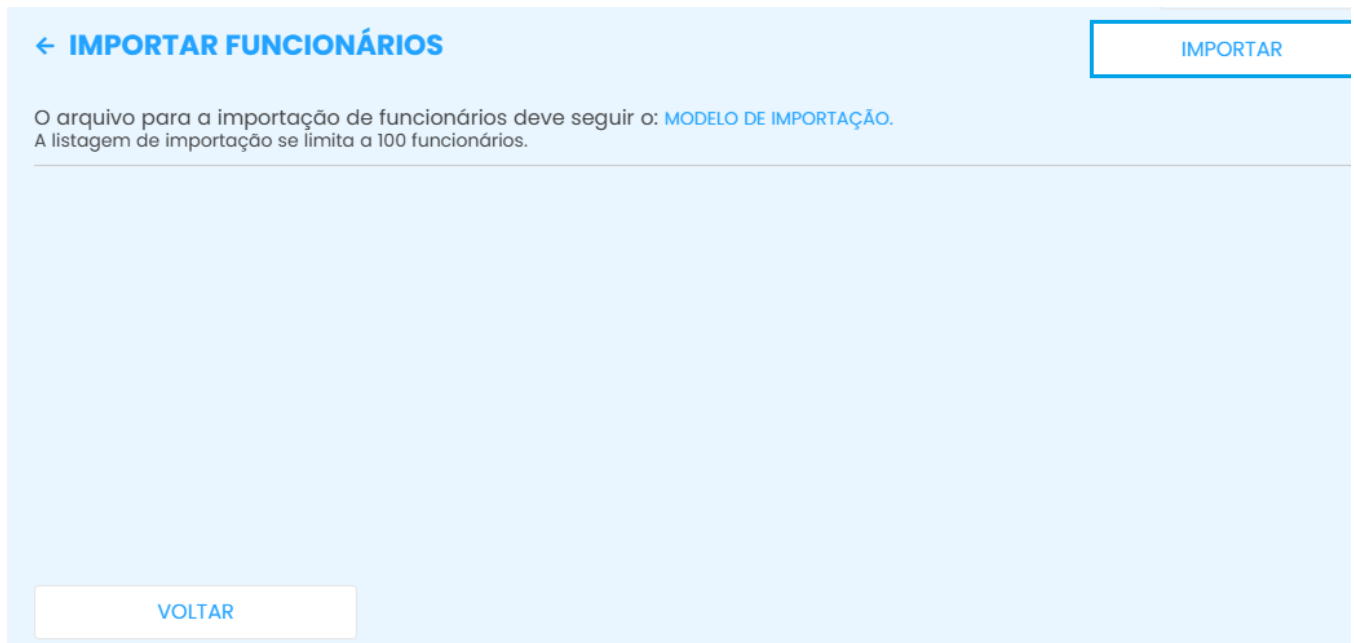 IMPORTAR FUNCIONÁRIOS
IMPORTAR
O arquivo para a importação de funcionários deve seguir o: MODELO DE IMPORTAÇÃO.
A listagem de importação se limita a 100 funcionários.
VOLTAR